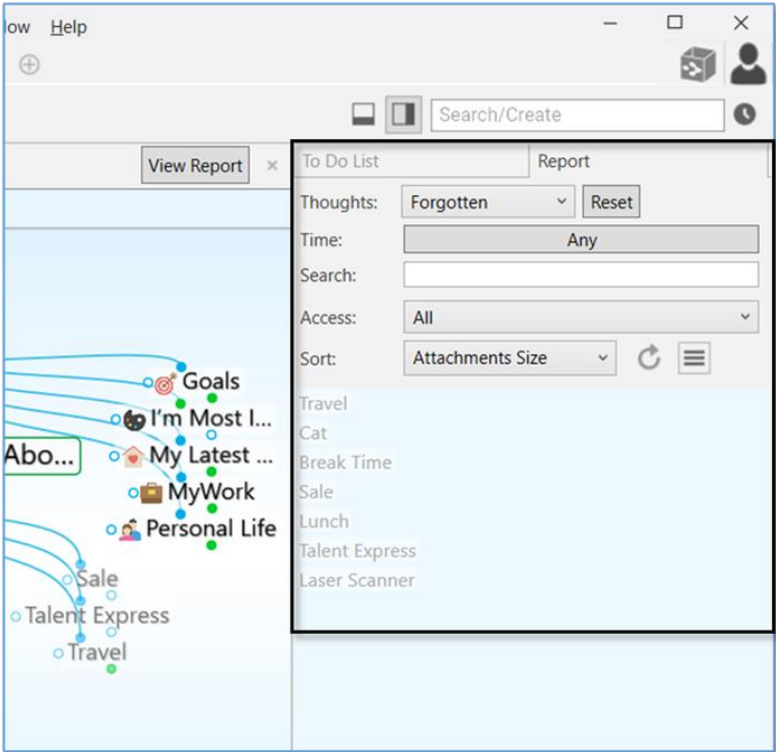 low Help
Search/Create
View Report
To Do List
Report
Thoughts: Forgotten Reset
Time: Any
Search:
Access: All
Sort: Attachments Size
Goals
I'm Most I...
Abo...
My Latest ...
MyWork
Personal Life
Sale
Talent Express
Travel
Travel
Cat
Break Time
Sale
Lunch
Talent Express
Laser Scanner